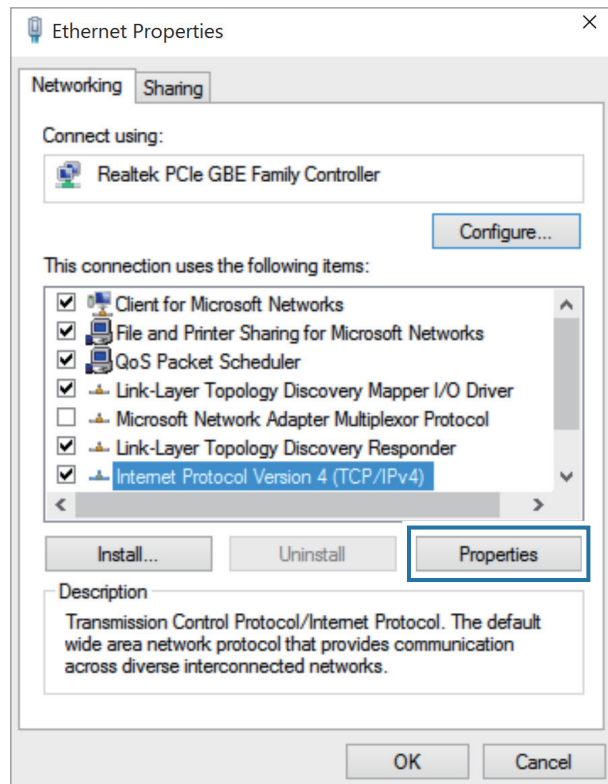 Ethernet Properties
Networking
Sharing
Connect using:
Realtek PCIe GBE Family Controller
Configure...
This connection uses the following items:
Client for Microsoft Networks
File and Printer Sharing for Microsoft Networks
QoS Packet Scheduler
Link-Layer Topology Discovery Mapper I/O Driver
Microsoft Network Adapter Multiplexor Protocol
Link-Layer Topology Discovery Responder
Internet Protocol Version 4 (TCP/IPv4)
Install...
Uninstall
Properties
Description
Transmission Control Protocol/Internet Protocol. The default
wide area network protocol that provides communication
across diverse interconnected networks.
OK
Cancel